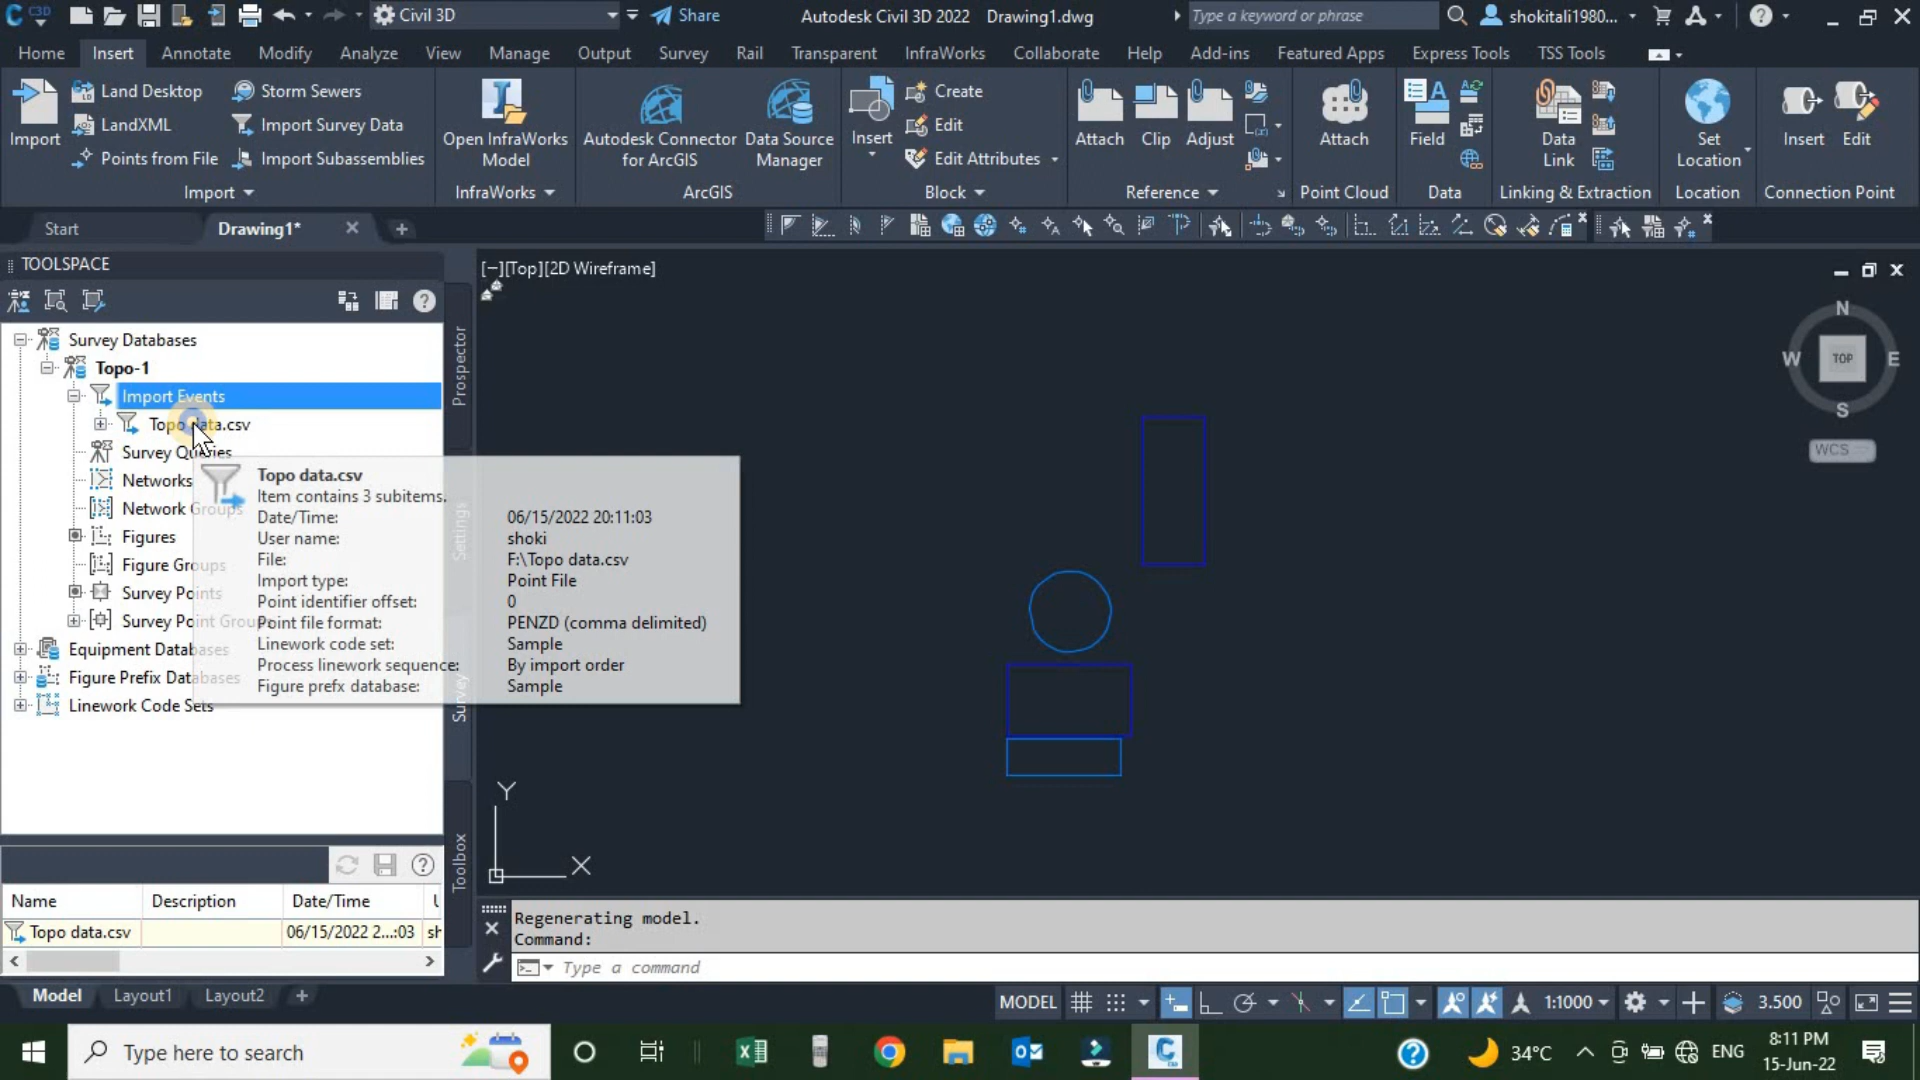 C3D
Civil 3D
Share
Autodesk Civil 3D 2022 Drawing1.dwg
Type a keyword or phrase
shokitali1980...
Home Insert Annotate Modify Analyze View Manage Output Survey Rail Transparent InfraWorks Collaborate Help Add-ins Featured Apps Express Tools TSS Tools
Import
Land Desktop
LandXML
Points from File
Storm Sewers
Import Survey Data
Import Subassemblies
Import
Open InfraWorks
Model
InfraWorks
Autodesk Connector
for ArcGIS
Data Source
Manager
ArcGIS
Insert
Create
Edit
Edit Attributes
Block
Attach
Clip
Adjust
Reference
Attach
Point Cloud
Field
Data
Data
Link
Linking & Extraction
Set
Location
Location
Insert
Edit
Connection Point
Start
Drawing1*
TOOLSPACE
Survey Databases
Topo-1
Import Events
Topo data.csv
Survey Queries
Networks
Network Groups
Figures
Figure Groups
Survey Points
Survey Point Groups
Equipment Databases
Figure Prefix Databases
Linework Code Sets
Topo data.csv
Item contains 3 subitems.
Date/Time: 06/15/2022 20:11:03
User name: shoki
File: F:\Topo data.csv
Import type: Point File
Point identifier offset: 0
Point file format: PENZD (comma delimited)
Linework code set: Sample
Process linework sequence: By import order
Figure prefx database: Sample
Prospector
Settings
Survey
Toolbox
Name Description Date/Time
Topo data.csv 06/15/2022 2...:03 sh
[−][Top][2D Wireframe]
N
W
TOP
E
S
WCS
Y
X
Regenerating model.
Command:
Type a command
Model Layout1 Layout2 +
MODEL
1:1000
3.500
Type here to search
34°C
ENG
8:11 PM
15-Jun-22